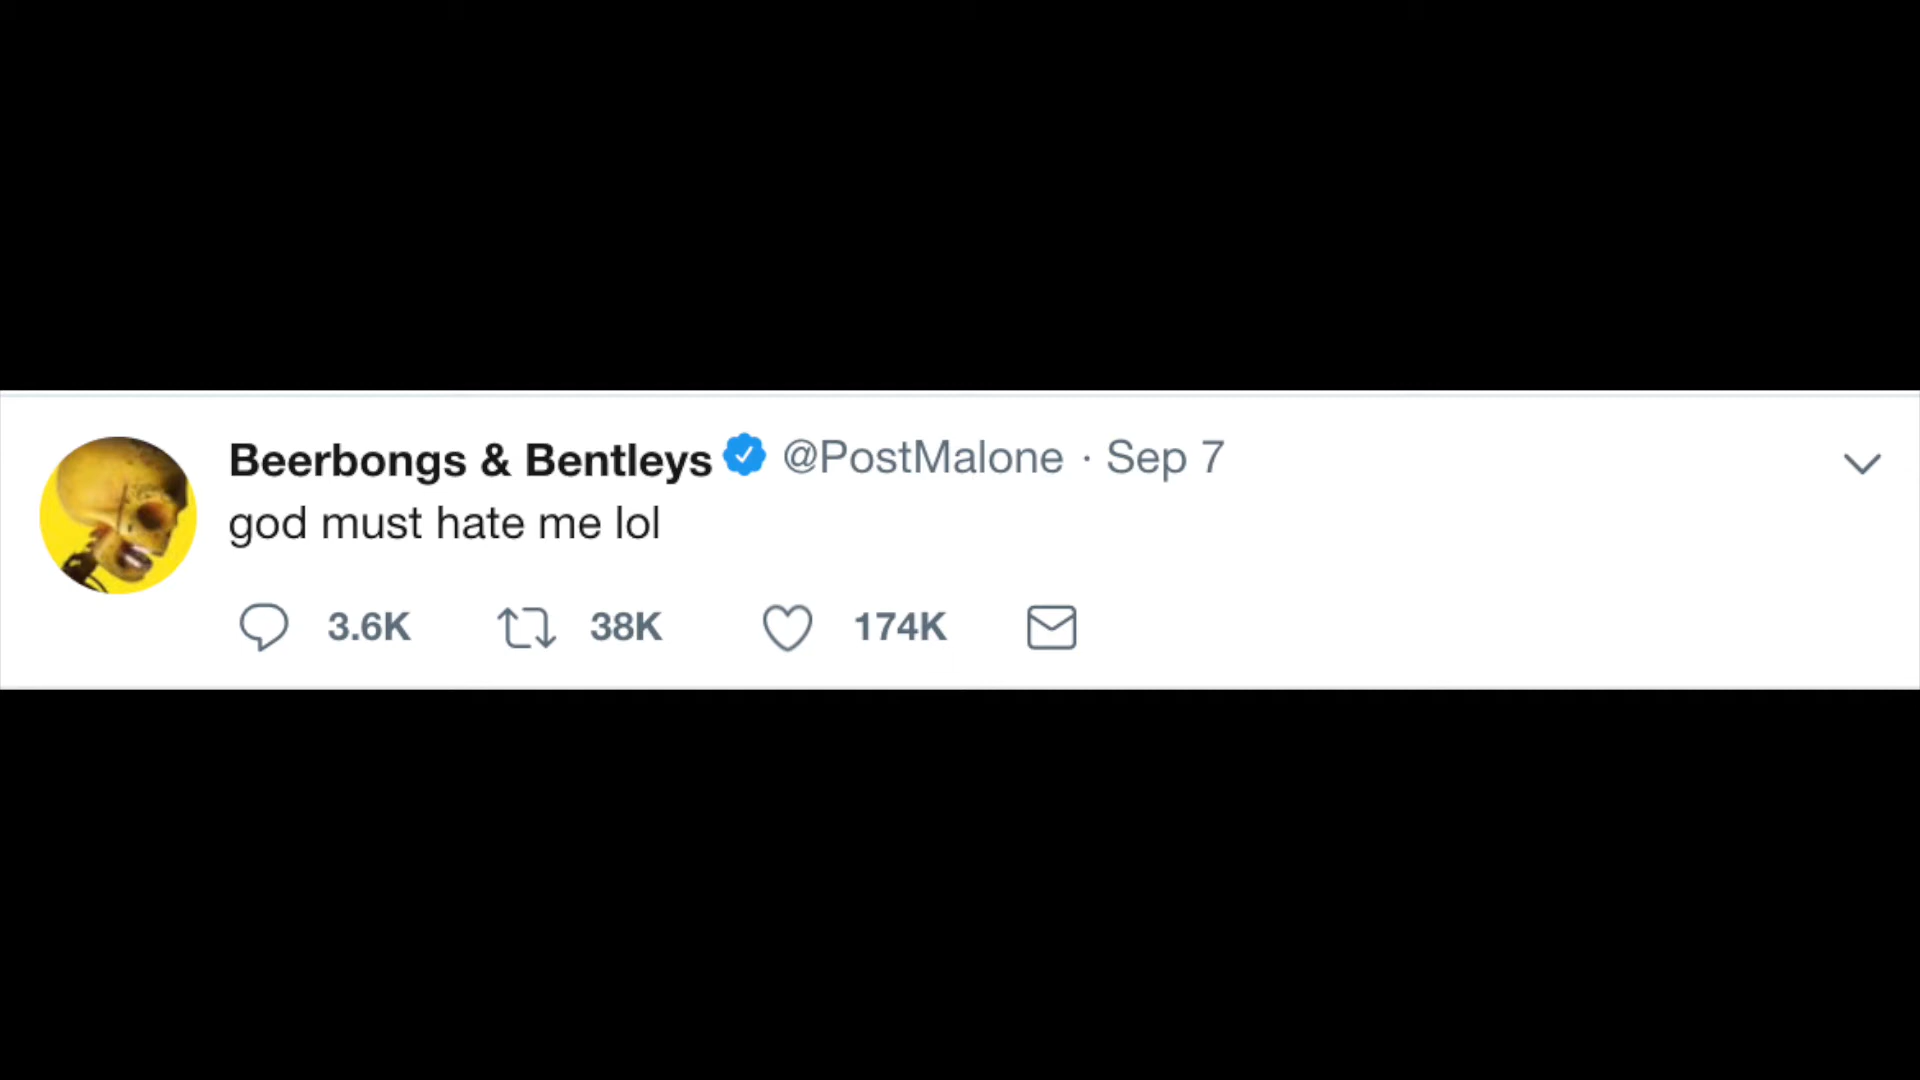 Beerbongs & Bentleys @PostMalone · Sep 7
god must hate me lol
3.6K 38K 174K